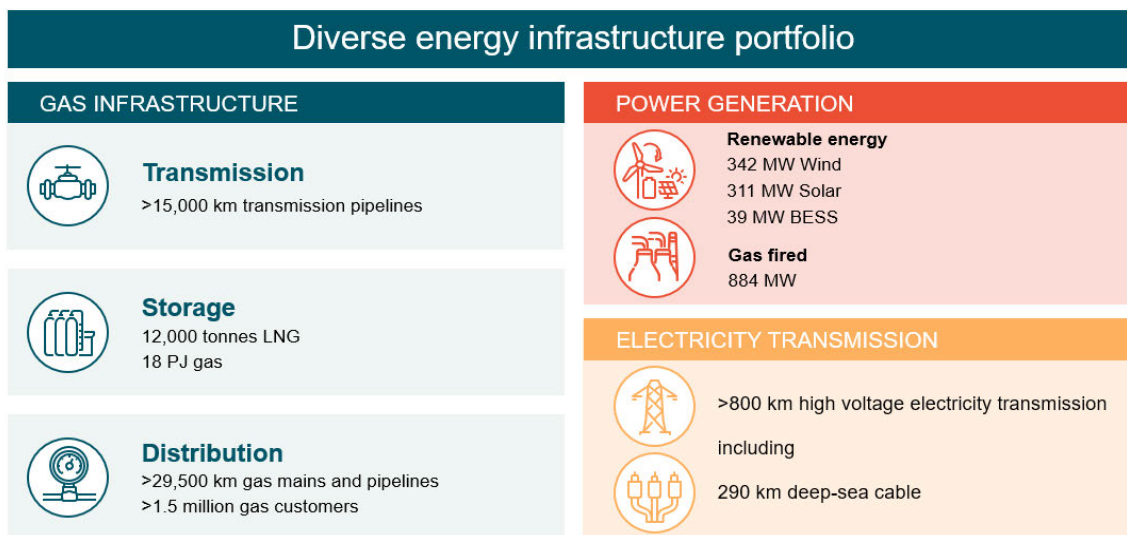 Diverse energy infrastructure portfolio
GAS INFRASTRUCTURE
Transmission
>15,000 km transmission pipelines
Storage
12,000 tonnes LNG
18 PJ gas
Distribution
>29,500 km gas mains and pipelines
>1.5 million gas customers
POWER GENERATION
Renewable energy
342 MW Wind
311 MW Solar
39 MW BESS
Gas fired
884 MW
ELECTRICITY TRANSMISSION
>800 km high voltage electricity transmission
including
290 km deep-sea cable